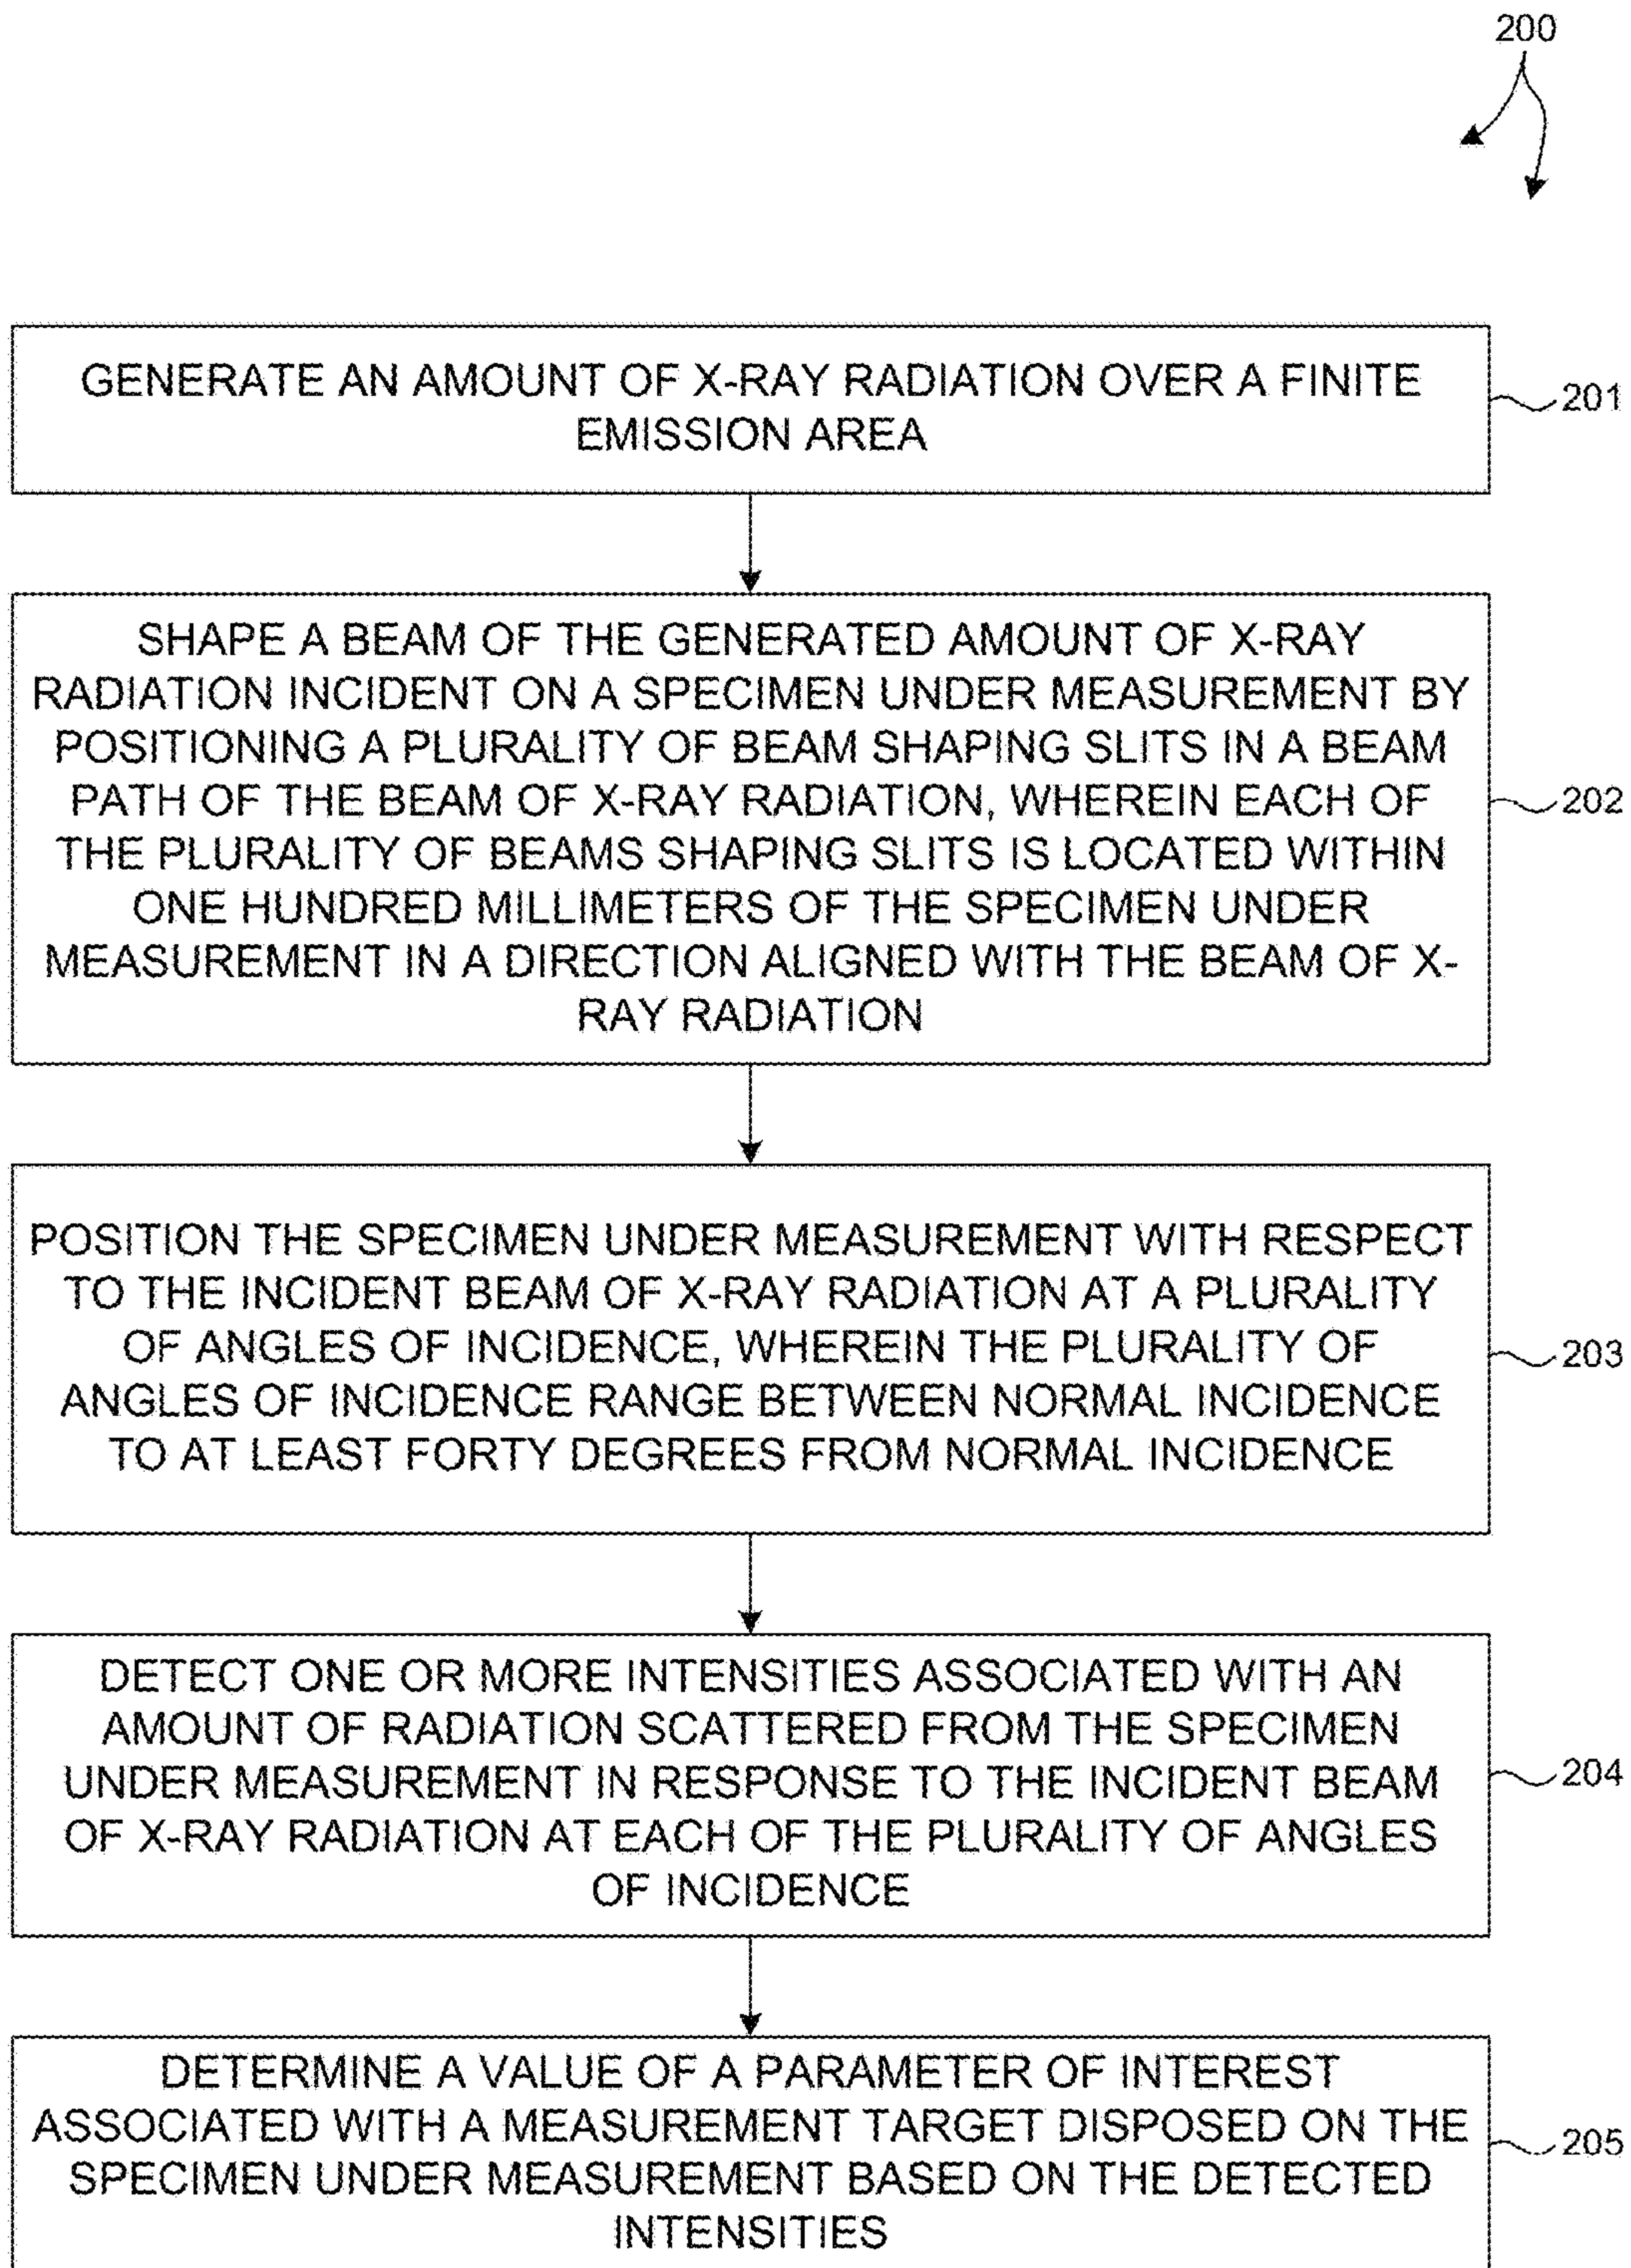 200
GENERATE AN AMOUNT OF X-RAY RADIATION OVER A FINITE
EMISSION AREA
201
SHAPE A BEAM OF THE GENERATED AMOUNT OF X-RAY
RADIATION INCIDENT ON A SPECIMEN UNDER MEASUREMENT BY
POSITIONING A PLURALITY OF BEAM SHAPING SLITS IN A BEAM
PATH OF THE BEAM OF X-RAY RADIATION, WHEREIN EACH OF
THE PLURALITY OF BEAMS SHAPING SLITS IS LOCATED WITHIN
ONE HUNDRED MILLIMETERS OF THE SPECIMEN UNDER
MEASUREMENT IN A DIRECTION ALIGNED WITH THE BEAM OF X-
RAY RADIATION
202
POSITION THE SPECIMEN UNDER MEASUREMENT WITH RESPECT
TO THE INCIDENT BEAM OF X-RAY RADIATION AT A PLURALITY
OF ANGLES OF INCIDENCE, WHEREIN THE PLURALITY OF
ANGLES OF INCIDENCE RANGE BETWEEN NORMAL INCIDENCE
TO AT LEAST FORTY DEGREES FROM NORMAL INCIDENCE
203
DETECT ONE OR MORE INTENSITIES ASSOCIATED WITH AN
AMOUNT OF RADIATION SCATTERED FROM THE SPECIMEN
UNDER MEASUREMENT IN RESPONSE TO THE INCIDENT BEAM
OF X-RAY RADIATION AT EACH OF THE PLURALITY OF ANGLES
OF INCIDENCE
204
DETERMINE A VALUE OF A PARAMETER OF INTEREST
ASSOCIATED WITH A MEASUREMENT TARGET DISPOSED ON THE
SPECIMEN UNDER MEASUREMENT BASED ON THE DETECTED
INTENSITIES
205